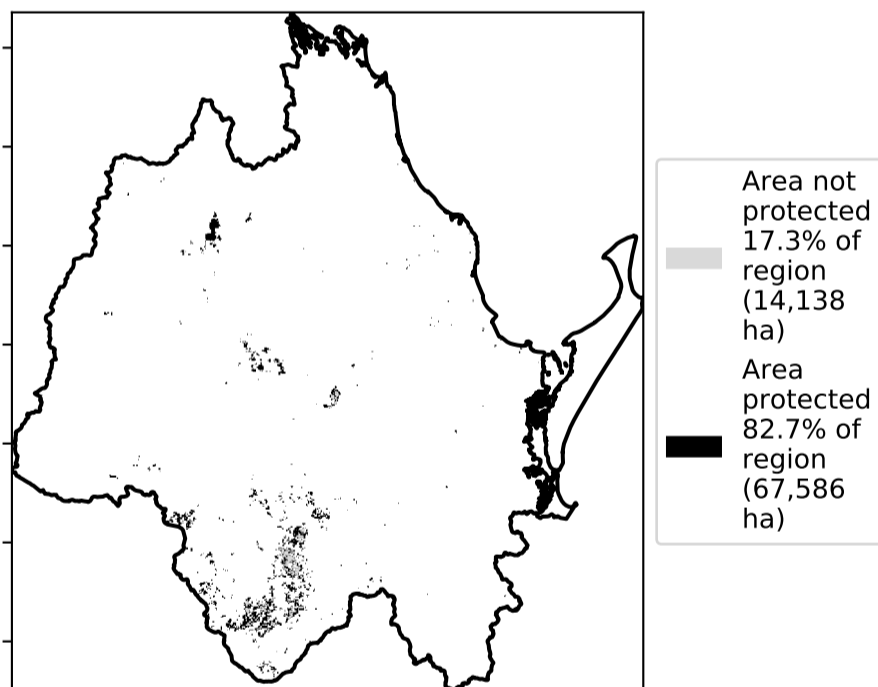 Area not
protected
17.3% of
region
(14,138
ha)
Area
protected
82.7% of
region
(67,586
ha)